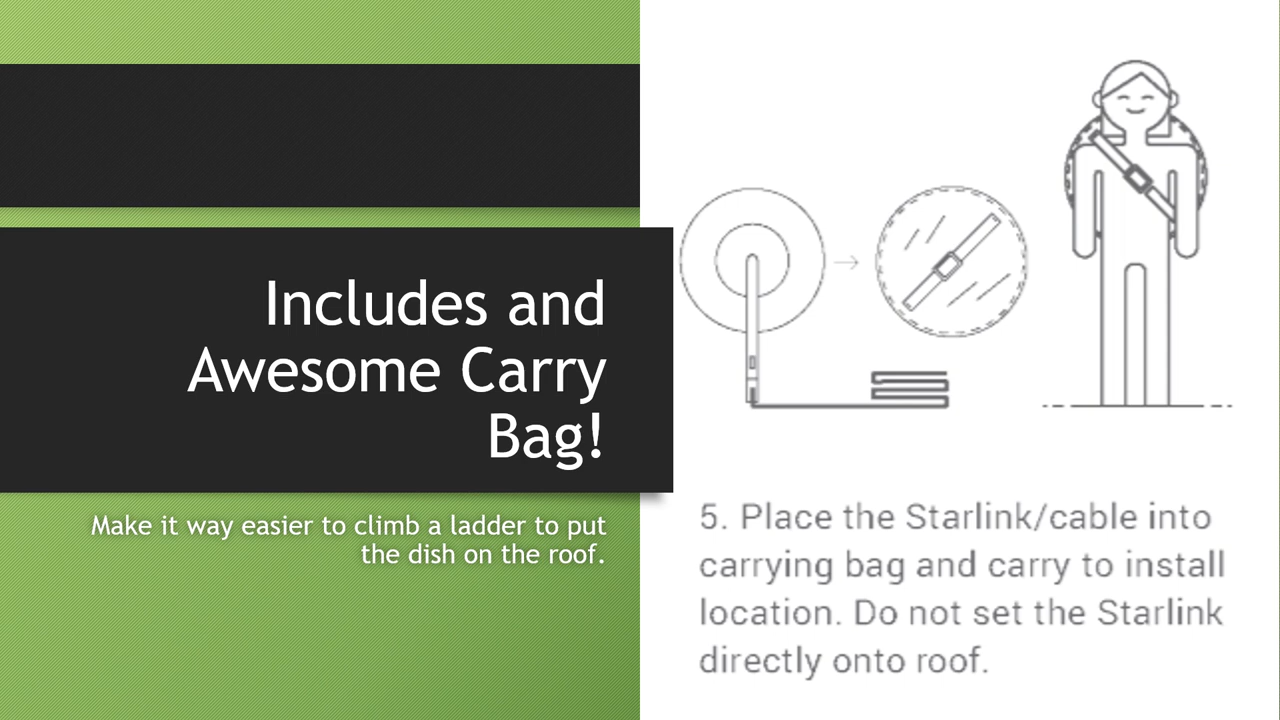 Includes and
Awesome Carry
Bag!
Make it way easier to climb a ladder to put
the dish on the roof.
5. Place the Starlink/cable into
carrying bag and carry to install
location. Do not set the Starlink
directly onto roof.